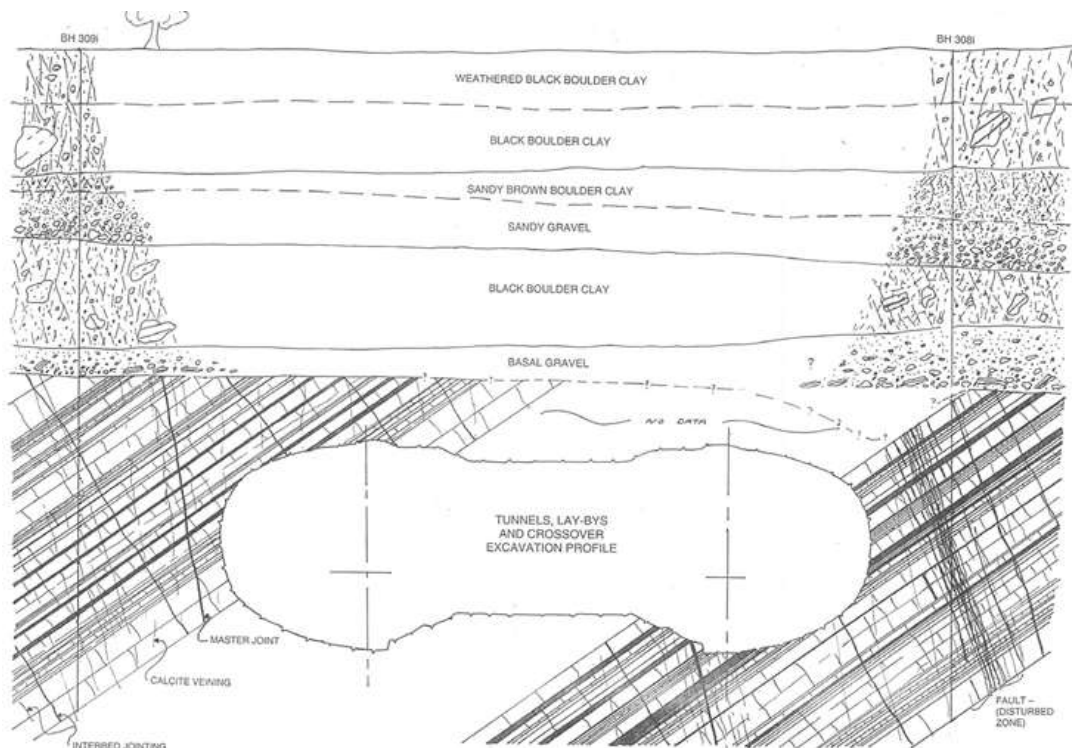 BH 309i
BH 308i
WEATHERED BLACK BOULDER CLAY
BLACK BOULDER CLAY
SANDY BROWN BOULDER CLAY
SANDY GRAVEL
BLACK BOULDER CLAY
BASAL GRAVEL
?
?
?
?
?
?
NO DATA
?
?
?
?
TUNNELS, LAY-BYS
AND CROSSOVER
EXCAVATION PROFILE
MASTER JOINT
CALCITE VEINING
INTERBED JOINTING
FAULT –
(DISTURBED
ZONE)